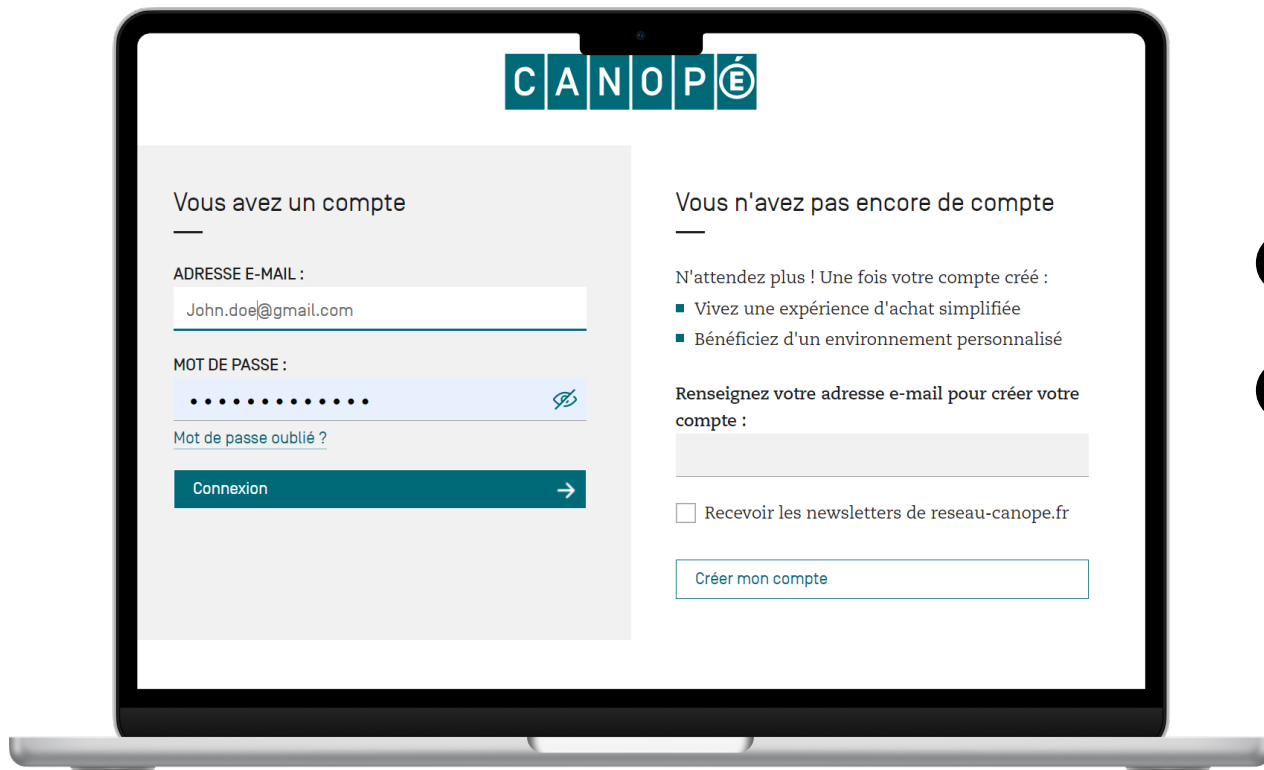 CANOPÉ
Vous avez un compte
ADRESSE E-MAIL :
John.doe@gmail.com
MOT DE PASSE :
•••••••••••••
Mot de passe oublié ?
Connexion
Vous n'avez pas encore de compte
N'attendez plus ! Une fois votre compte créé :
Vivez une expérience d'achat simplifiée
Bénéficiez d'un environnement personnalisé
Renseignez votre adresse e-mail pour créer votre
compte :
Recevoir les newsletters de reseau-canope.fr
Créer mon compte